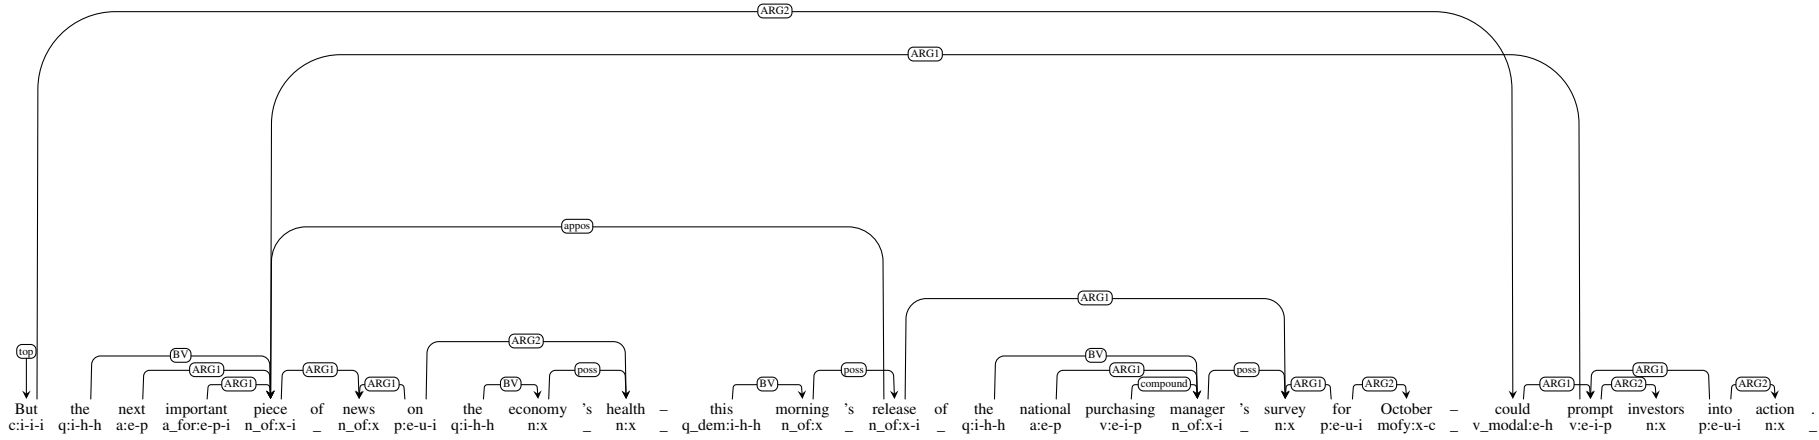 ARG2
ARG1
appos
ARG1
ARG2
top BV BV
ARG1 ARG1 poss poss ARG1 poss ARG1
ARG1 ARG1 BV BV compound ARG1 ARG2 ARG1 ARG2 ARG2
But the next important piece of news on the economy 's health – this morning 's release of the national purchasing manager 's survey for October – could prompt investors into action .
c:i-i-i q:i-h-h a:e-p a_for:e-p-i n_of:x-i _ n_of:x p:e-u-i q:i-h-h n:x _ n:x _ q_dem:i-h-h n_of:x _ n_of:x-i _ q:i-h-h a:e-p v:e-i-p n_of:x-i _ n:x p:e-u-i mofy:x-c _ v_modal:e-h v:e-i-p n:x p:e-u-i n:x _